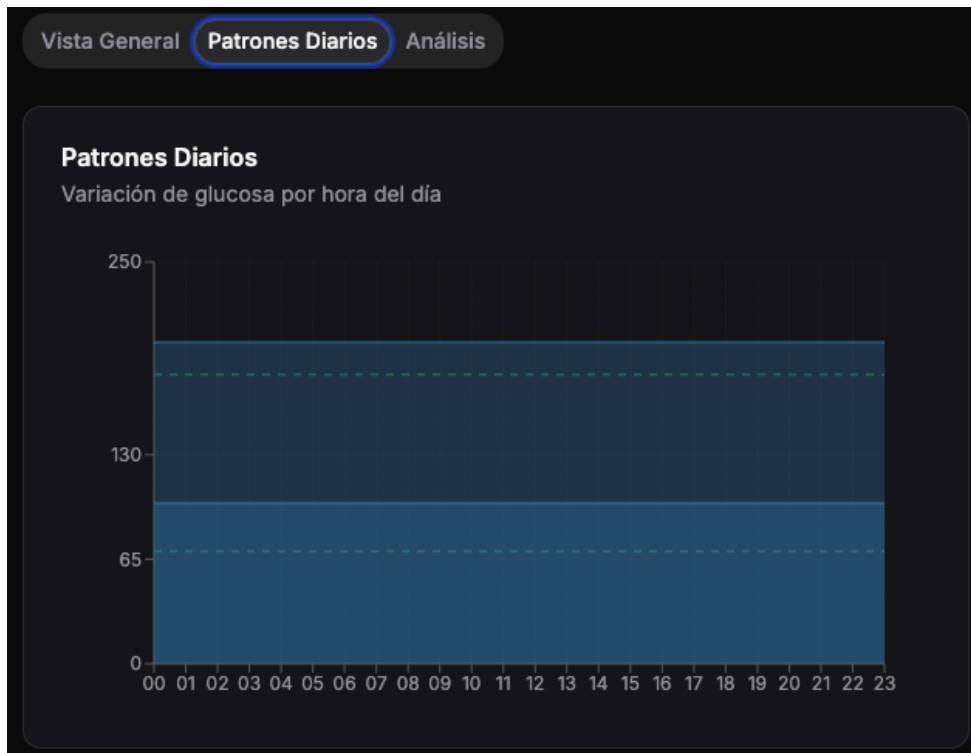 Vista General Patrones Diarios Análisis
Patrones Diarios
Variación de glucosa por hora del día
250
130
65
0
00 01 02 03 04 05 06 07 08 09 10 11 12 13 14 15 16 17 18 19 20 21 22 23